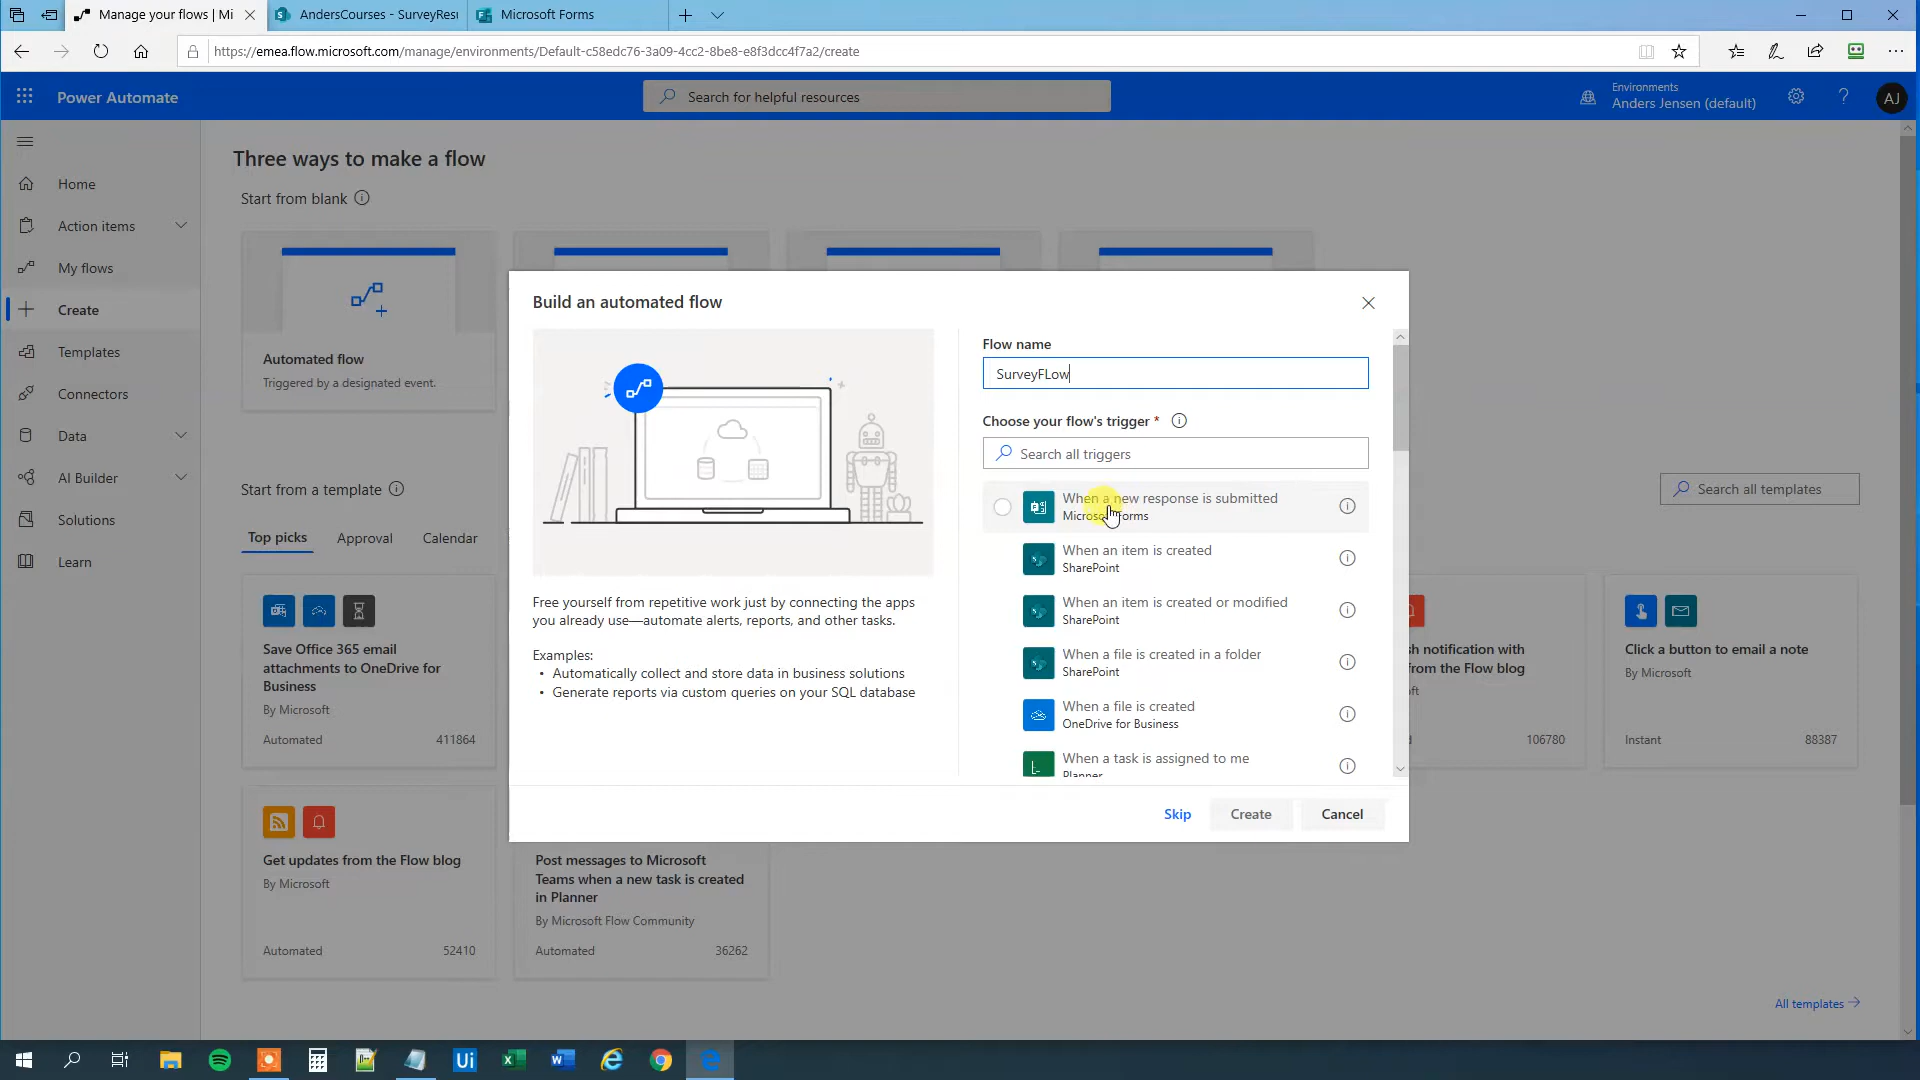 Manage your flows | Mi
AndersCourses - SurveyResu
Microsoft Forms
https://emea.flow.microsoft.com/manage/environments/Default-c58edc76-3a09-4cc2-8be8-e8f3dcc4f7a2/create
Power Automate
Search for helpful resources
Environments
Anders Jensen (default)
?
AJ
Home
Action items
My flows
Create
Templates
Connectors
Data
AI Builder
Solutions
Learn
Three ways to make a flow
Start from blank
Automated flow
Triggered by a designated event.
Start from a template
Search all templates
Top picks
Approval
Calendar
Build an automated flow
Free yourself from repetitive work just by connecting the apps
you already use—automate alerts, reports, and other tasks.
Examples:
• Automatically collect and store data in business solutions
• Generate reports via custom queries on your SQL database
Flow name
SurveyFLow
Choose your flow's trigger *
Search all triggers
When a new response is submitted
Microsoft Forms
When an item is created
SharePoint
When an item is created or modified
SharePoint
When a file is created in a folder
SharePoint
When a file is created
OneDrive for Business
When a task is assigned to me
Planner
Skip
Create
Cancel
Save Office 365 email
attachments to OneDrive for
Business
By Microsoft
Automated
411864
sh notification with
from the Flow blog
ft
d
106780
Click a button to email a note
By Microsoft
Instant
88387
Get updates from the Flow blog
By Microsoft
Automated
52410
Post messages to Microsoft
Teams when a new task is created
in Planner
By Microsoft Flow Community
Automated
36262
All templates
Ui